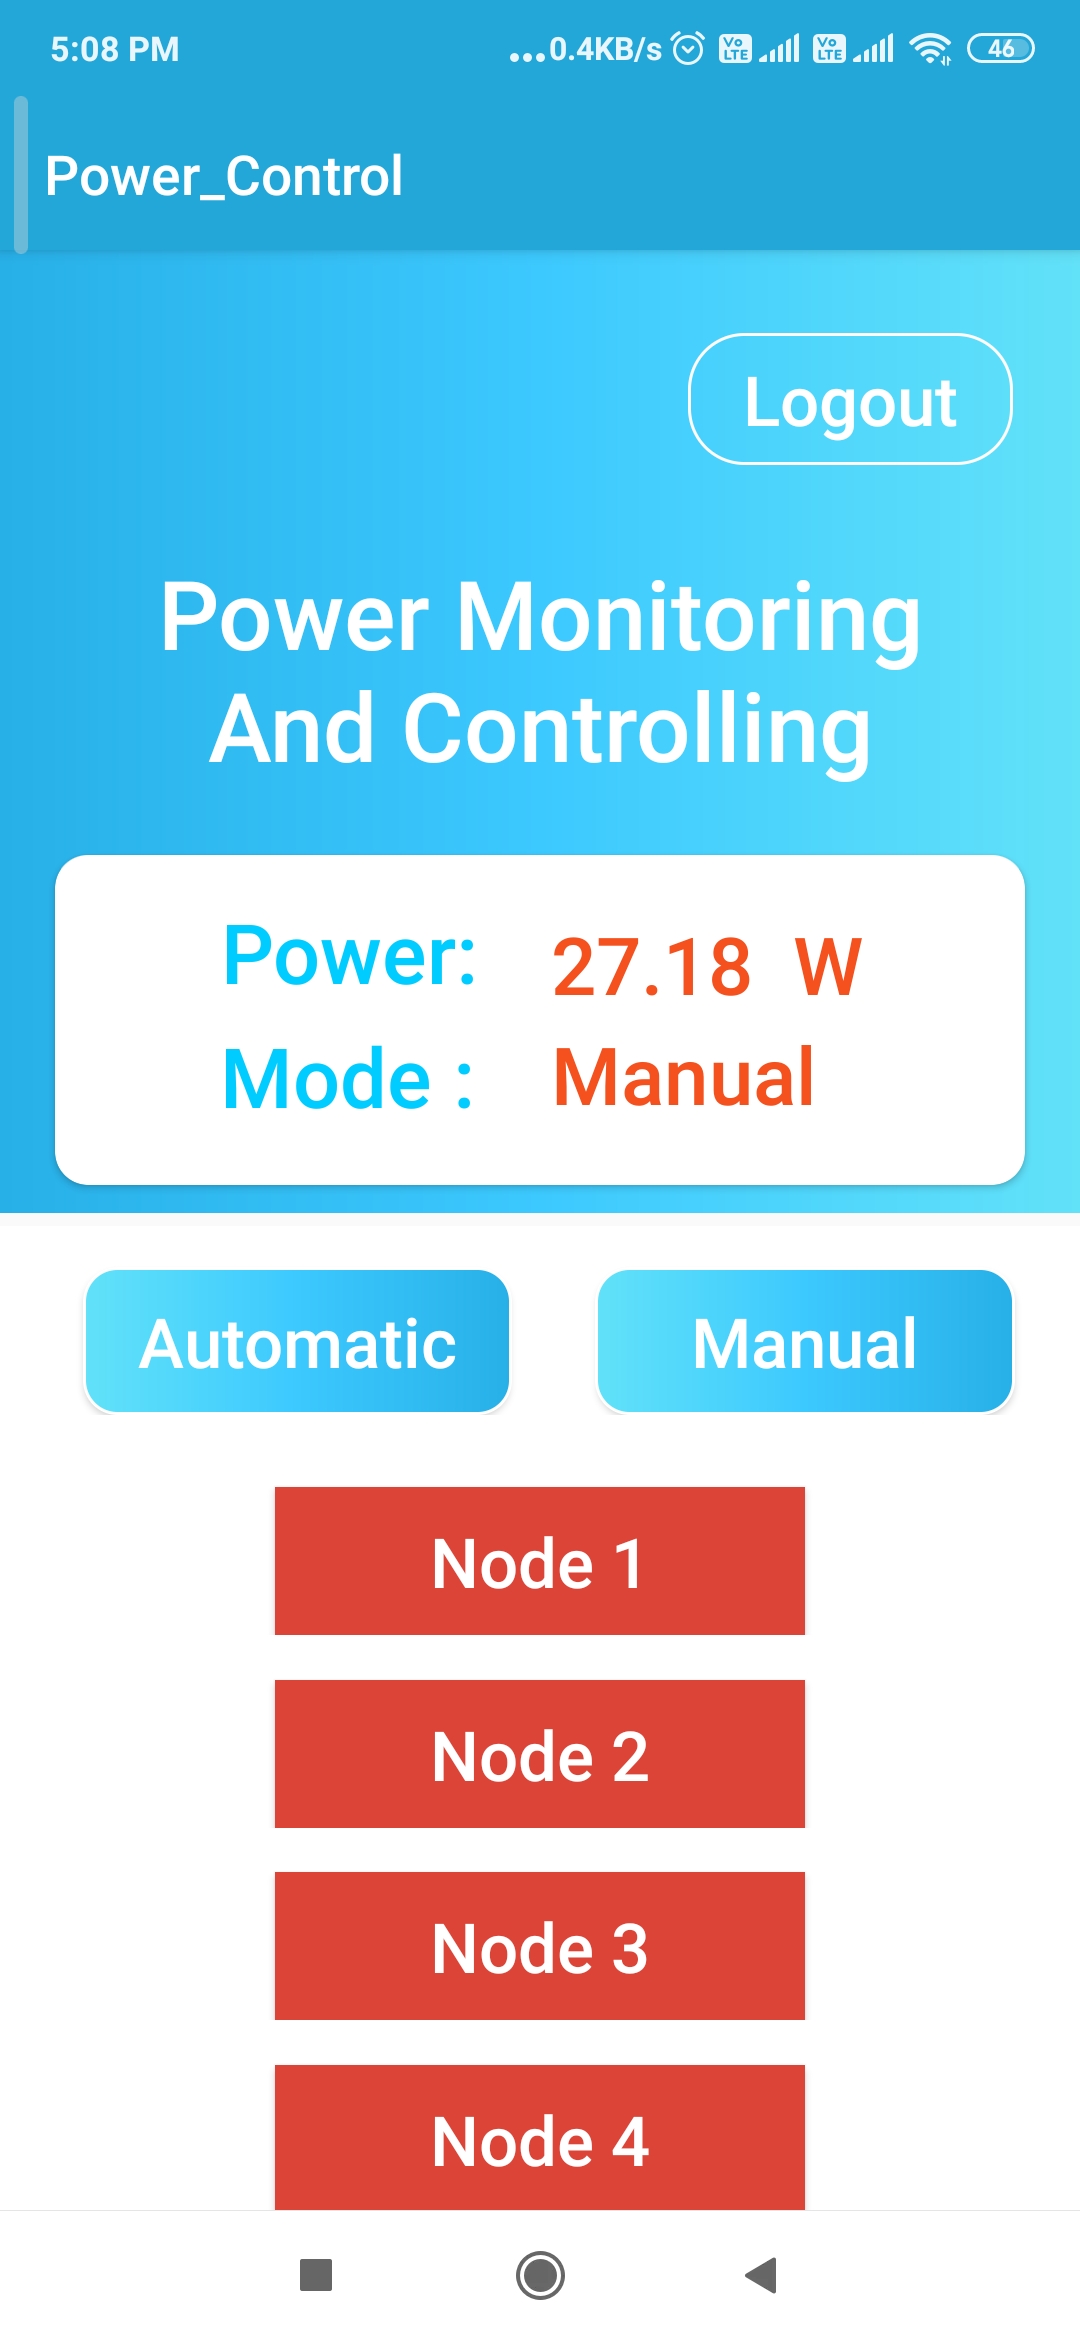 5:08 PM ...0.4KB/s Vo LTE Vo LTE 46
Power_Control
Logout
Power Monitoring
And Controlling
Power: 27.18 W
Mode : Manual
Automatic Manual
Node 1
Node 2
Node 3
Node 4